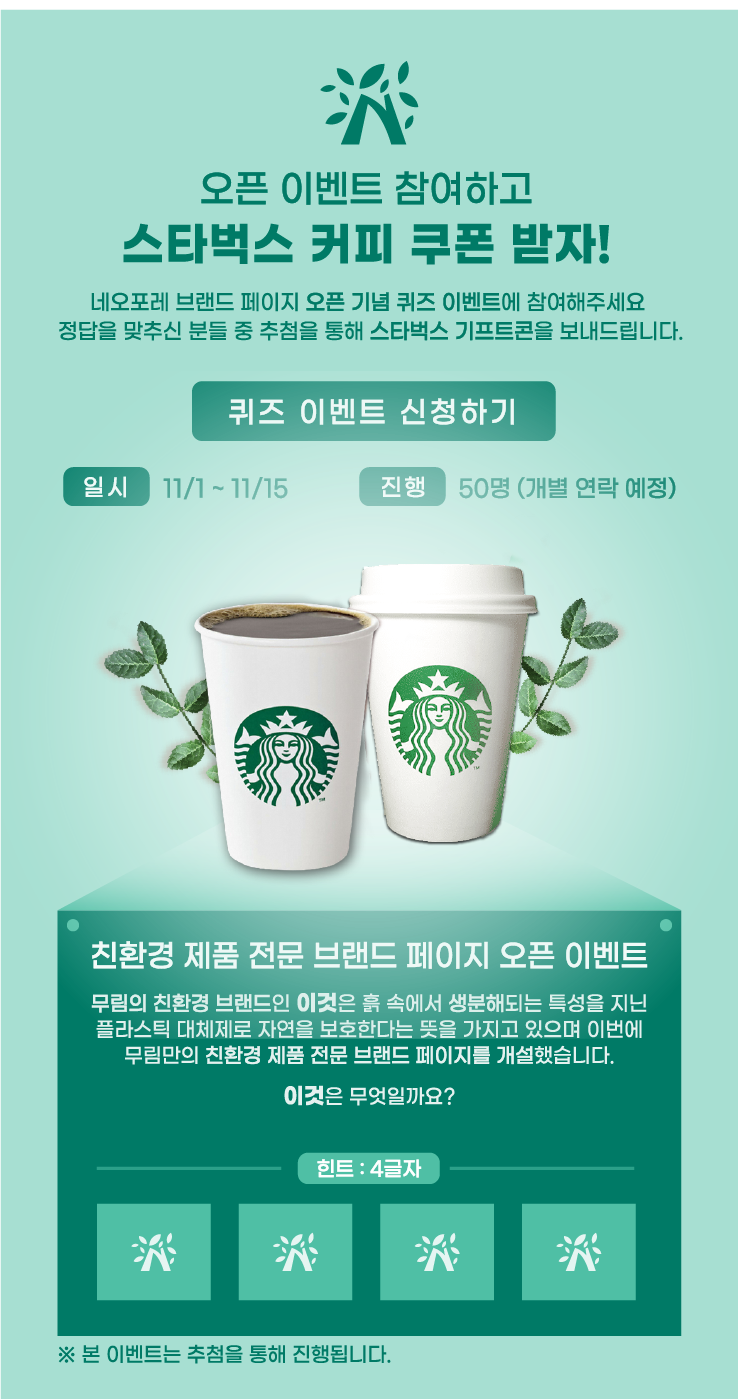 오픈 이벤트 참여하고
스타벅스 커피 쿠폰 받자!
네오포레 브랜드 페이지 오픈 기념 퀴즈 이벤트에 참여해주세요
정답을 맞추신 분들 중 추첨을 통해 스타벅스 기프트콘을 보내드립니다.
퀴즈 이벤트 신청하기
일시 11/1 ~ 11/15 진행 50명 (개별 연락 예정)
TM
TM
친환경 제품 전문 브랜드 페이지 오픈 이벤트
무림의 친환경 브랜드인 이것은 흙 속에서 생분해되는 특성을 지닌
플라스틱 대체제로 자연을 보호한다는 뜻을 가지고 있으며 이번에
무림만의 친환경 제품 전문 브랜드 페이지를 개설했습니다.
이것은 무엇일까요?
힌트 : 4글자
※ 본 이벤트는 추첨을 통해 진행됩니다.